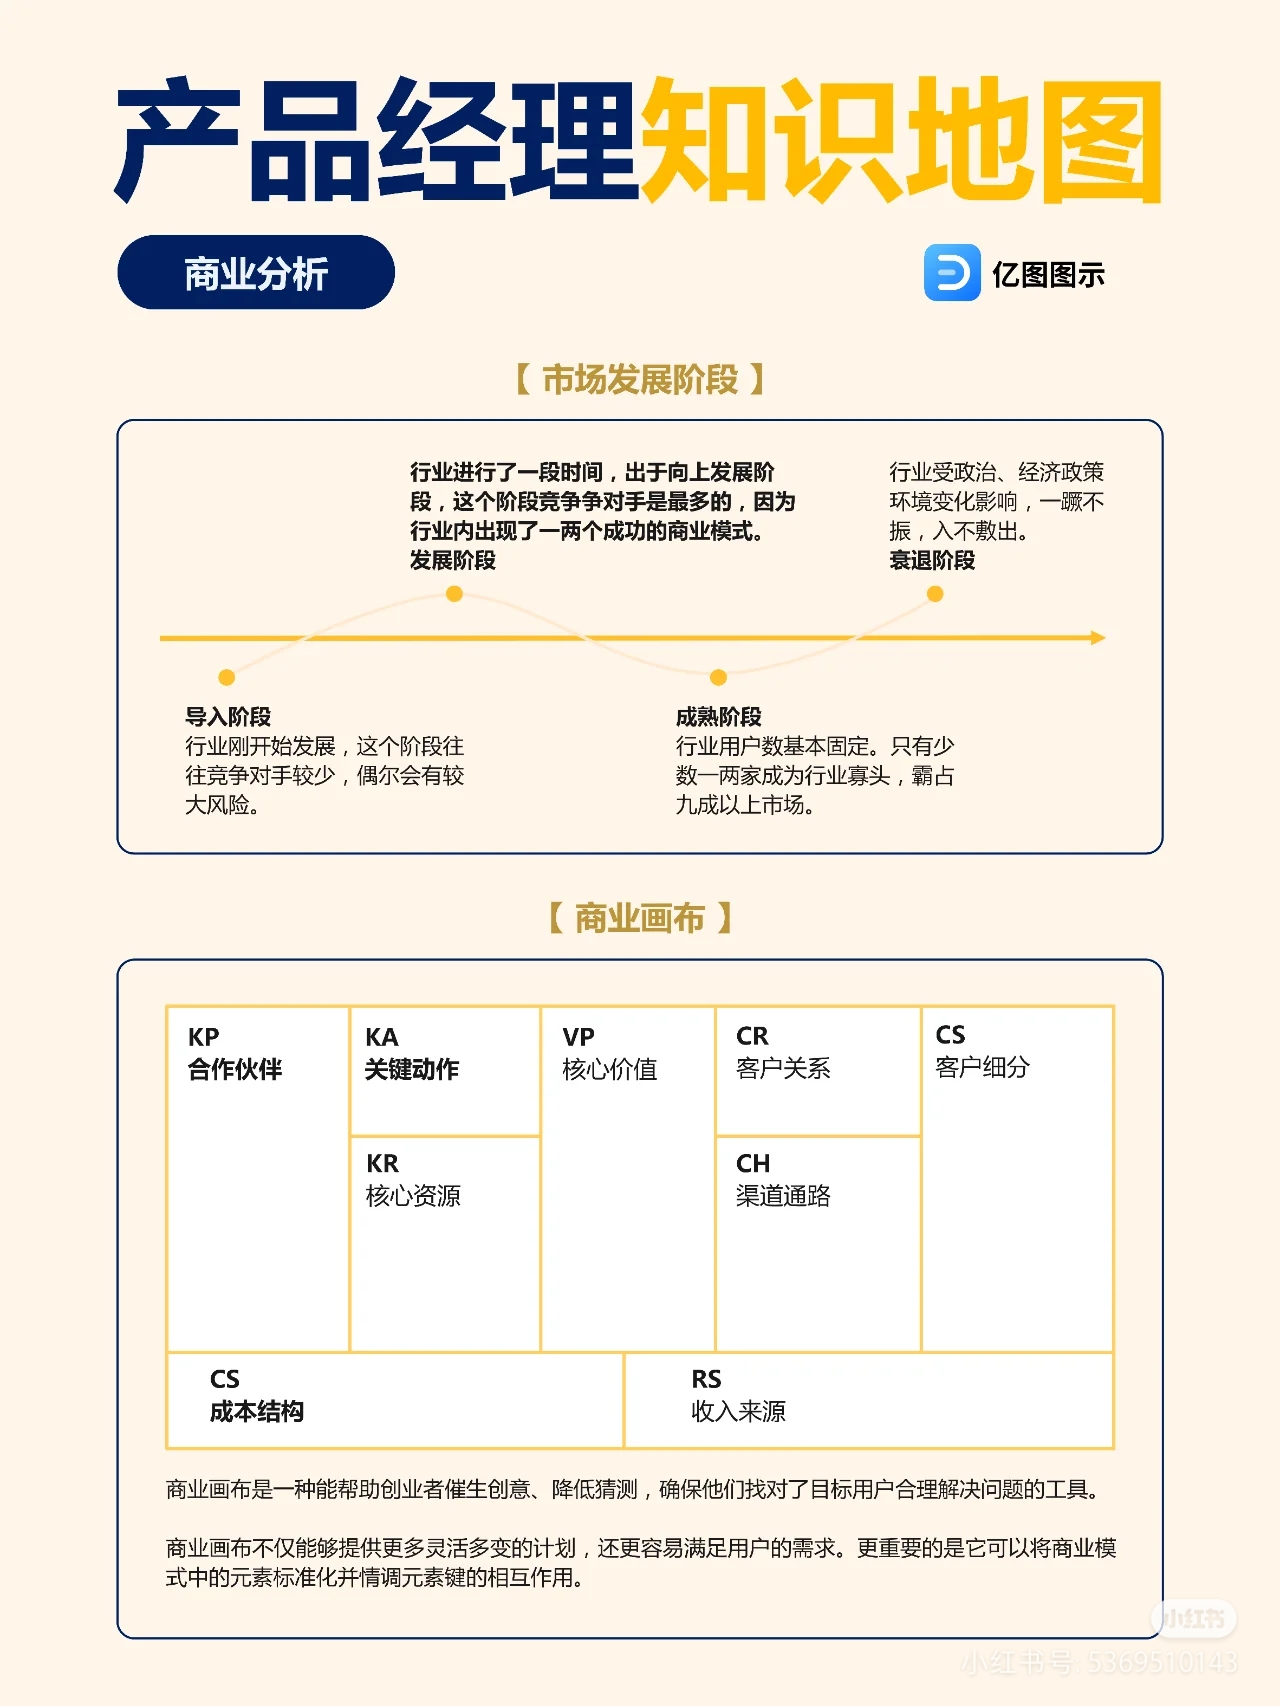 产品经理知识地图
商业分析
亿图图示
【 市场发展阶段 】
行业进行了一段时间，出于向上发展阶
段，这个阶段竞争争对手是最多的，因为
行业内出现了一两个成功的商业模式。
发展阶段
行业受政治、经济政策
环境变化影响，一蹶不
振，入不敷出。
衰退阶段
导入阶段
行业刚开始发展，这个阶段往
往竞争对手较少，偶尔会有较
大风险。
成熟阶段
行业用户数基本固定。只有少
数一两家成为行业寡头，霸占
九成以上市场。
【 商业画布 】
KP
合作伙伴
KA
关键动作
KR
核心资源
VP
核心价值
CR
客户关系
CH
渠道通路
CS
客户细分
CS
成本结构
RS
收入来源
商业画布是一种能帮助创业者催生创意、降低猜测，确保他们找对了目标用户合理解决问题的工具。
商业画布不仅能够提供更多灵活多变的计划，还更容易满足用户的需求。更重要的是它可以将商业模
式中的元素标准化并情调元素键的相互作用。
小红书
小红书号: 5369510143